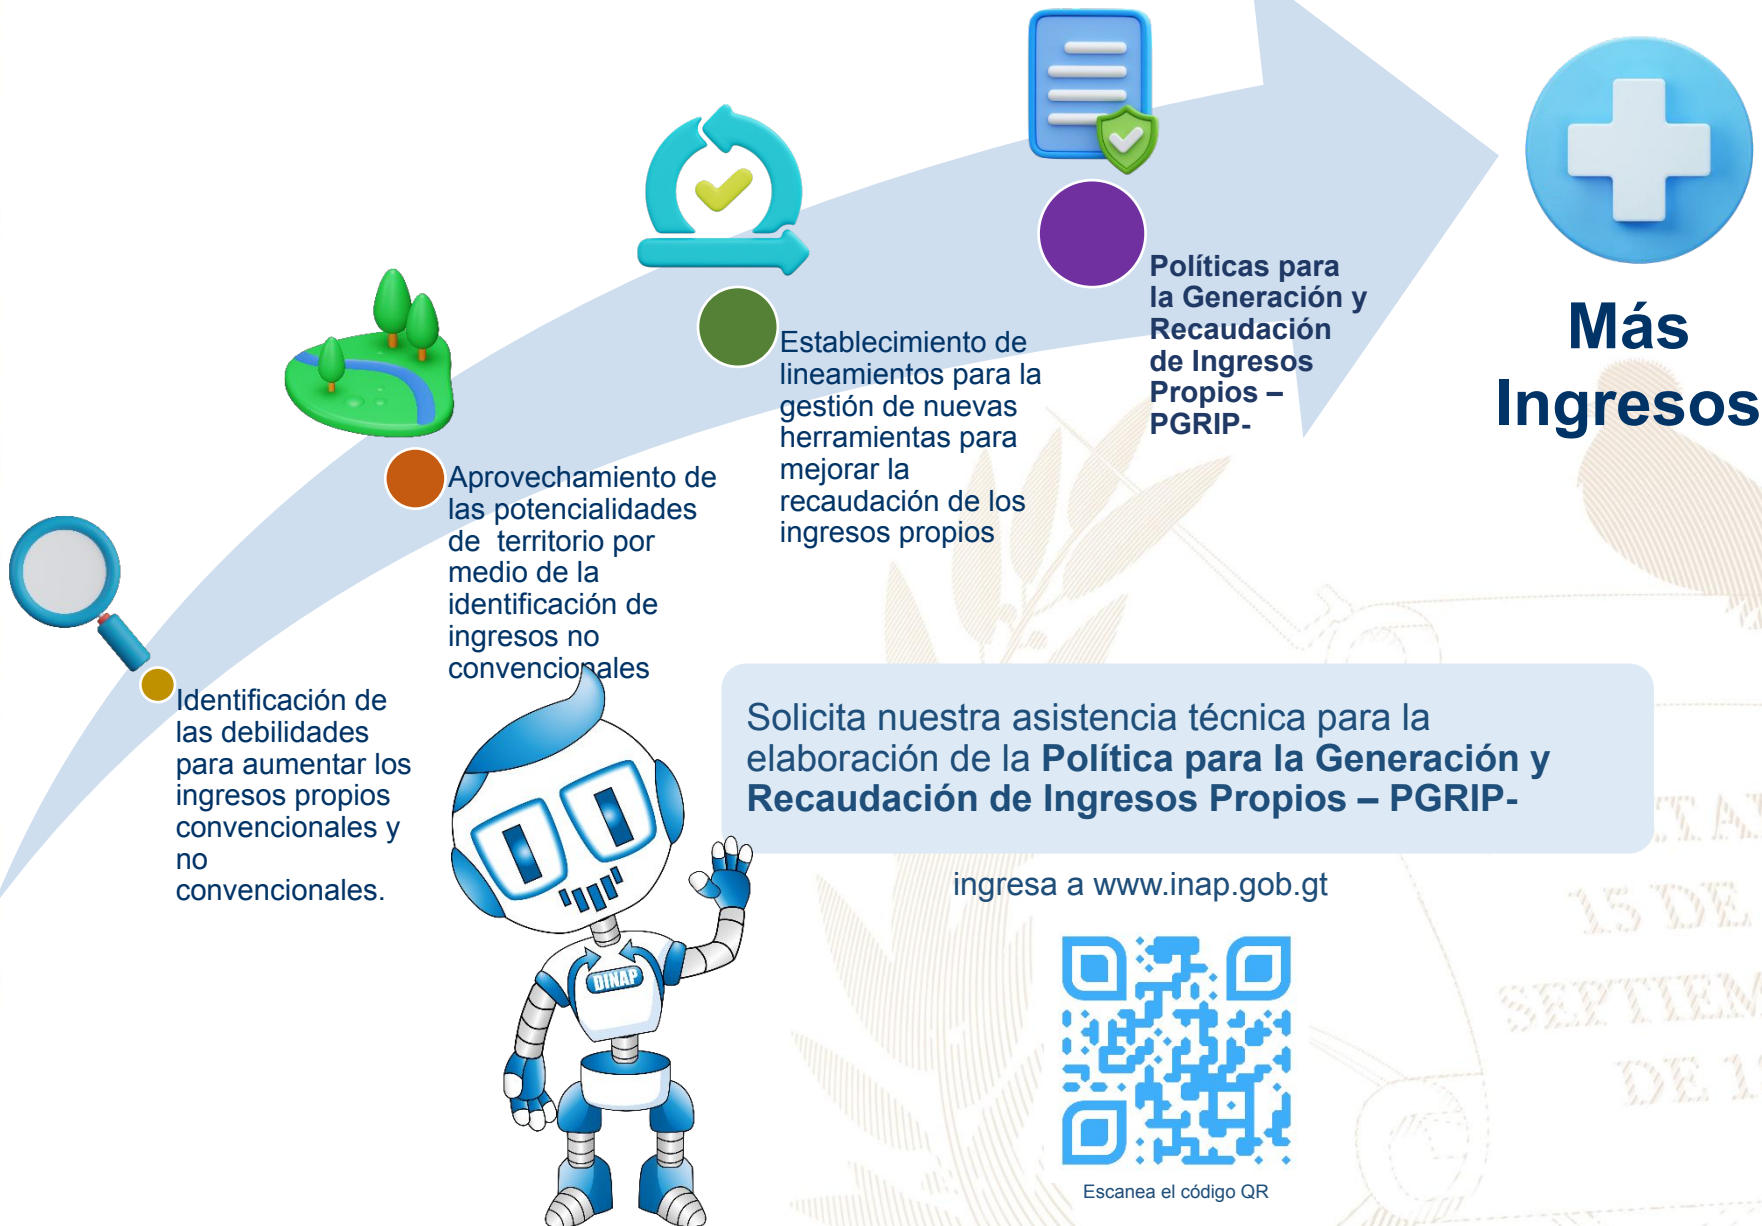 Políticas para
la Generación y
Recaudación
de Ingresos
Propios –
PGRIP-
Más
Ingresos
Establecimiento de
lineamientos para la
gestión de nuevas
herramientas para
mejorar la
recaudación de los
ingresos propios
Aprovechamiento de
las potencialidades
de  territorio por
medio de la
identificación de
ingresos no
convencionales
Identificación de
las debilidades
para aumentar los
ingresos propios
convencionales y
no
convencionales.
Solicita nuestra asistencia técnica para la
elaboración de la Política para la Generación y
Recaudación de Ingresos Propios – PGRIP-
ingresa a www.inap.gob.gt
DINAP
Escanea el código QR
15 DE
DE